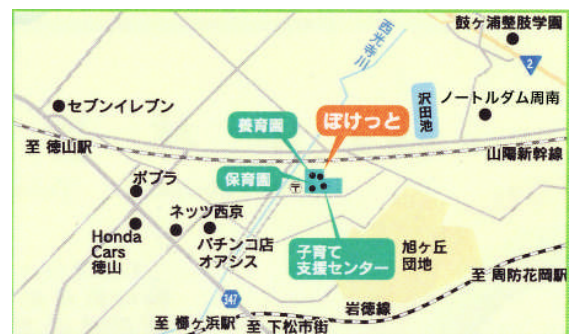 鼓ヶ浦整肢学園
2
西光寺川
沢田池
ノートルダム周南
セブンイレブン
養育園
ぽけっと
至 徳山駅
山陽新幹線
ポプラ
保育園
〒
ネッツ西京
Honda
Cars
徳山
パチンコ店
オアシス
子育て
支援センター
旭ヶ丘
団地
至 周防花岡駅
347
岩徳線
至 櫛ヶ浜駅
至 下松市街